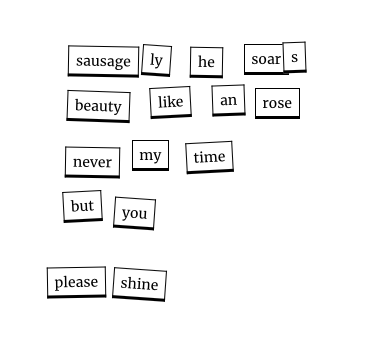 sausage ly he soar s
beauty like an rose
never my time
but you
please shine